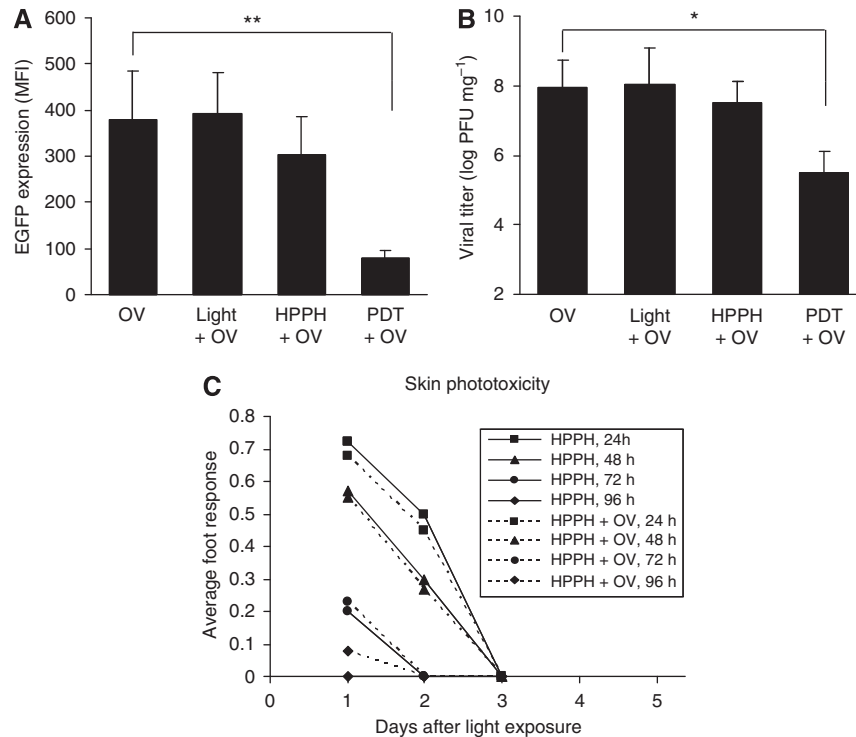 A
EGFP expression (MFI)
600
500
400
300
200
100
0
**
OV
Light
+ OV
HPPH
+ OV
PDT
+ OV
B
Viral titer (log PFU mg⁻¹)
10
8
6
4
2
*
OV
Light
+ OV
HPPH
+ OV
PDT
+ OV
C
Skin phototoxicity
Average foot response
0.8
0.7
0.6
0.5
0.4
0.3
0.2
0.1
0
HPPH, 24h
HPPH, 48 h
HPPH, 72 h
HPPH, 96 h
HPPH + OV, 24 h
HPPH + OV, 48 h
HPPH + OV, 72 h
HPPH + OV, 96 h
0 1 2 3 4 5
Days after light exposure